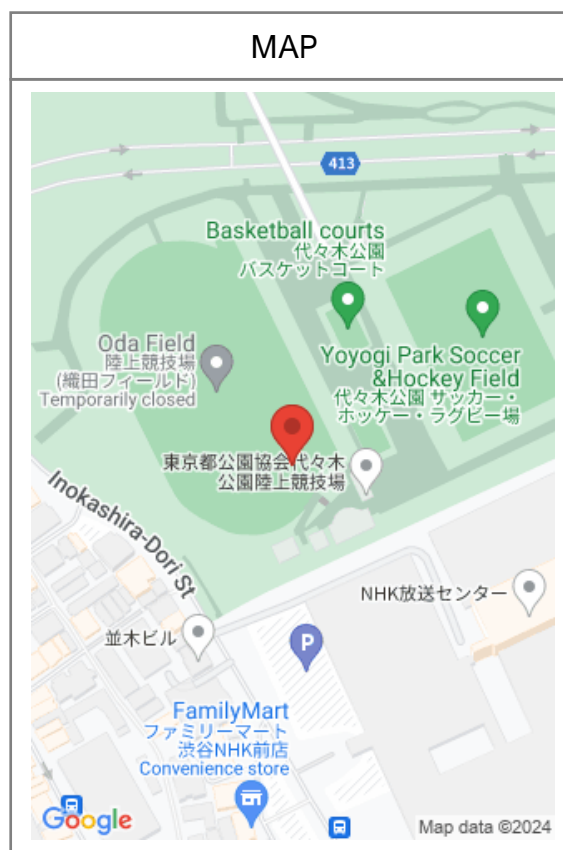 MAP
413
Basketball courts
代々木公園
バスケットコート
Oda Field
陸上競技場
(織田フィールド)
Temporarily closed
Yoyogi Park Soccer
&Hockey Field
代々木公園 サッカー・
ホッケー・ラグビー場
東京都公園協会代々木
公園陸上競技場
Inokashira-Dori St
NHK放送センター
並木ビル
P
FamilyMart
ファミリーマート
渋谷NHK前店
Convenience store
Google
Map data ©2024